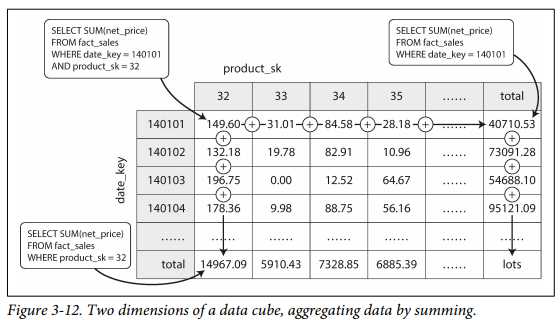 SELECT SUM(net_price)
FROM fact_sales
WHERE date_key = 140101
AND product_sk = 32
SELECT SUM(net_price)
FROM fact_sales
WHERE date_key = 140101
product_sk
32 33 34 35 ...... total
140101 149.60 + 31.01 + 84.58 + 28.18 + ...... 40710.53
+ +
140102 132.18 19.78 82.91 10.96 ...... 73091.28
+ +
date_key
140103 196.75 0.00 12.52 64.67 ...... 54688.10
+ +
140104 178.36 9.98 88.75 56.16 ...... 95121.09
SELECT SUM(net_price)
FROM fact_sales
WHERE product_sk = 32
...... ...... ...... ...... ...... ...... ......
total 14967.09 5910.43 7328.85 6885.39 ...... lots
Figure 3-12. Two dimensions of a data cube, aggregating data by summing.